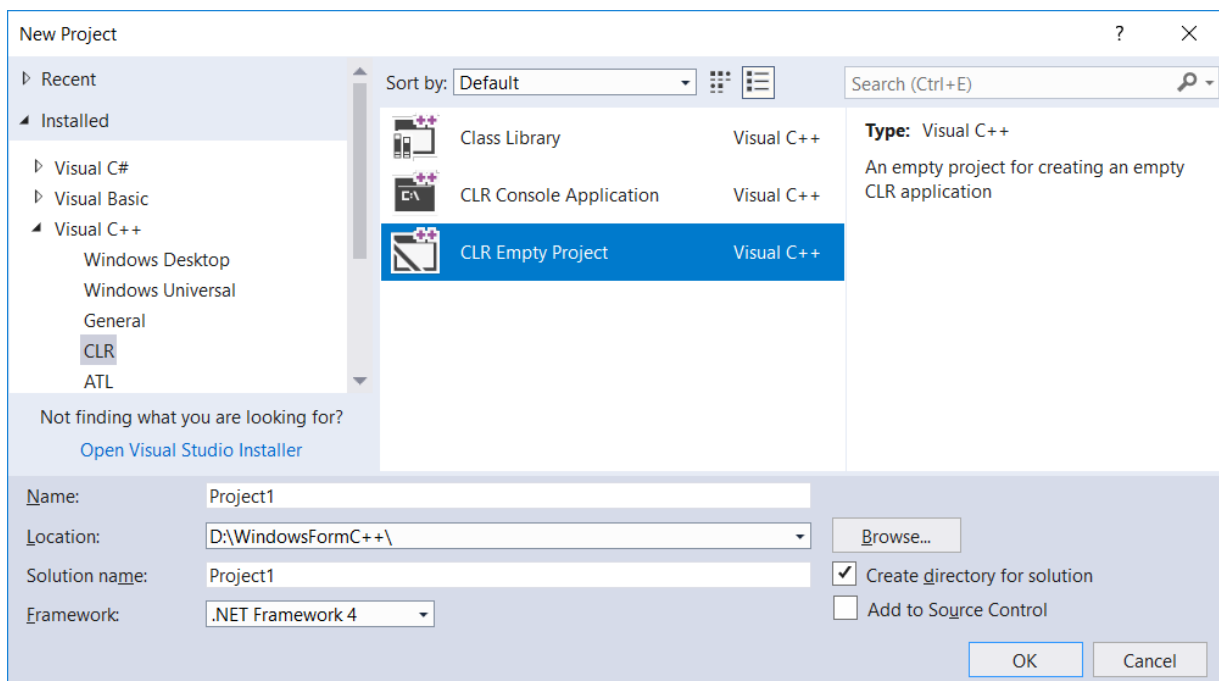 New Project ?
Recent
Installed
Visual C#
Visual Basic
Visual C++
Windows Desktop
Windows Universal
General
CLR
ATL
Not finding what you are looking for?
Open Visual Studio Installer
Sort by: Default
Class Library Visual C++
CLR Console Application Visual C++
CLR Empty Project Visual C++
Search (Ctrl+E)
Type: Visual C++
An empty project for creating an empty
CLR application
Name: Project1
Location: D:\WindowsFormC++\ Browse...
Solution name: Project1 Create directory for solution
Framework: .NET Framework 4 Add to Source Control
OK Cancel